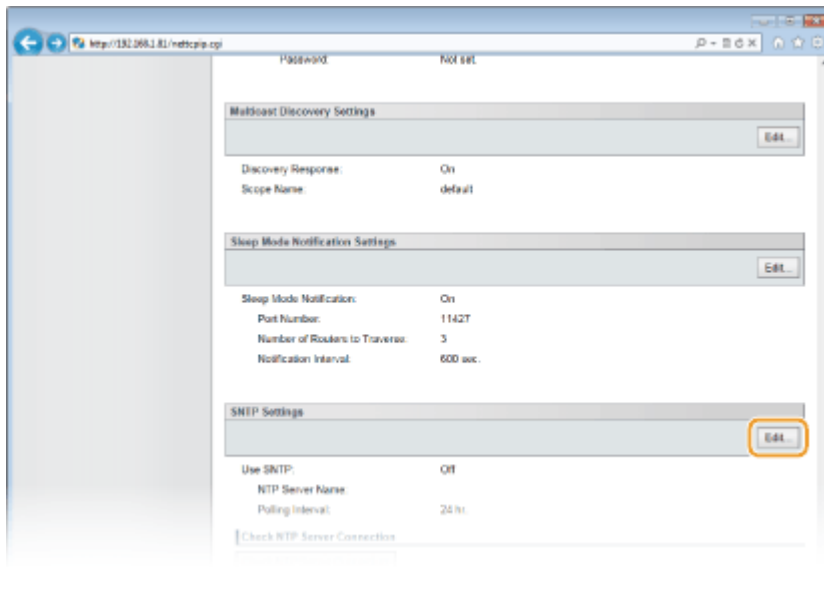 http://192.168.1.81/nettcpip.cgi
Password: Not set.
Multicast Discovery Settings
Edit...
Discovery Response: On
Scope Name: default
Sleep Mode Notification Settings
Edit...
Sleep Mode Notification: On
Port Number: 11427
Number of Routers to Traverse: 3
Notification Interval: 600 sec.
SNTP Settings
Edit...
Use SNTP: Off
NTP Server Name:
Polling Interval: 24 hr.
Check NTP Server Connection